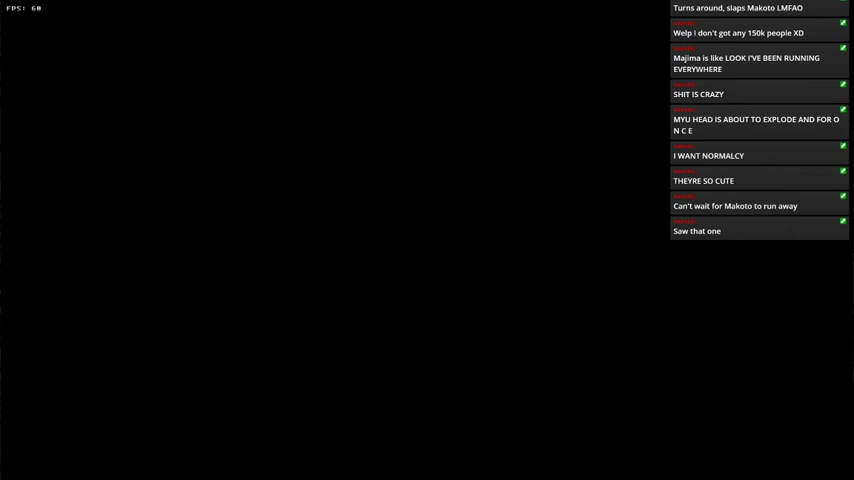 FPS: 60
Turns around, slaps Makoto LMFAO
Welp I don't got any 150k people XD
Majima is like LOOK I'VE BEEN RUNNING
EVERYWHERE
SHIT IS CRAZY
MYU HEAD IS ABOUT TO EXPLODE AND FOR O
N C E
I WANT NORMALCY
THEYRE SO CUTE
Can't wait for Makoto to run away
Saw that one